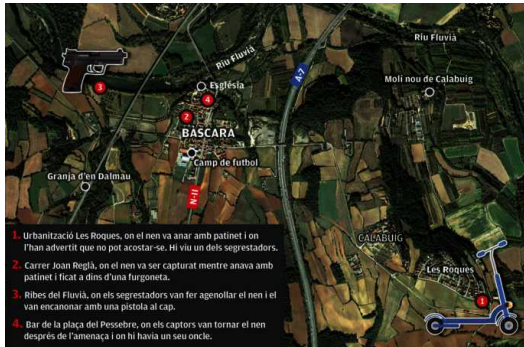 Riu Fluvià
Riu Fluvià
A-7
3
Església
4
Molí nou de Calabuig
2
BÀSCARA
Camp de futbol
Granja d'en Dalmau
N-II
CALABUIG
Les Roques
1
1. Urbanització Les Roques, on el nen va anar amb patinet i on
l'han advertit que no pot acostar-se. Hi viu un dels segrestadors.
2. Carrer Joan Reglà, on el nen va ser capturat mentre anava amb
patinet i ficat a dins d'una furgoneta.
3. Ribes del Fluvià, on els segrestadors van fer agenollar el nen i el
van encanonar amb una pistola al cap.
4. Bar de la plaça del Pessebre, on els captors van tornar el nen
després de l'amenaça i on hi havia un seu oncle.